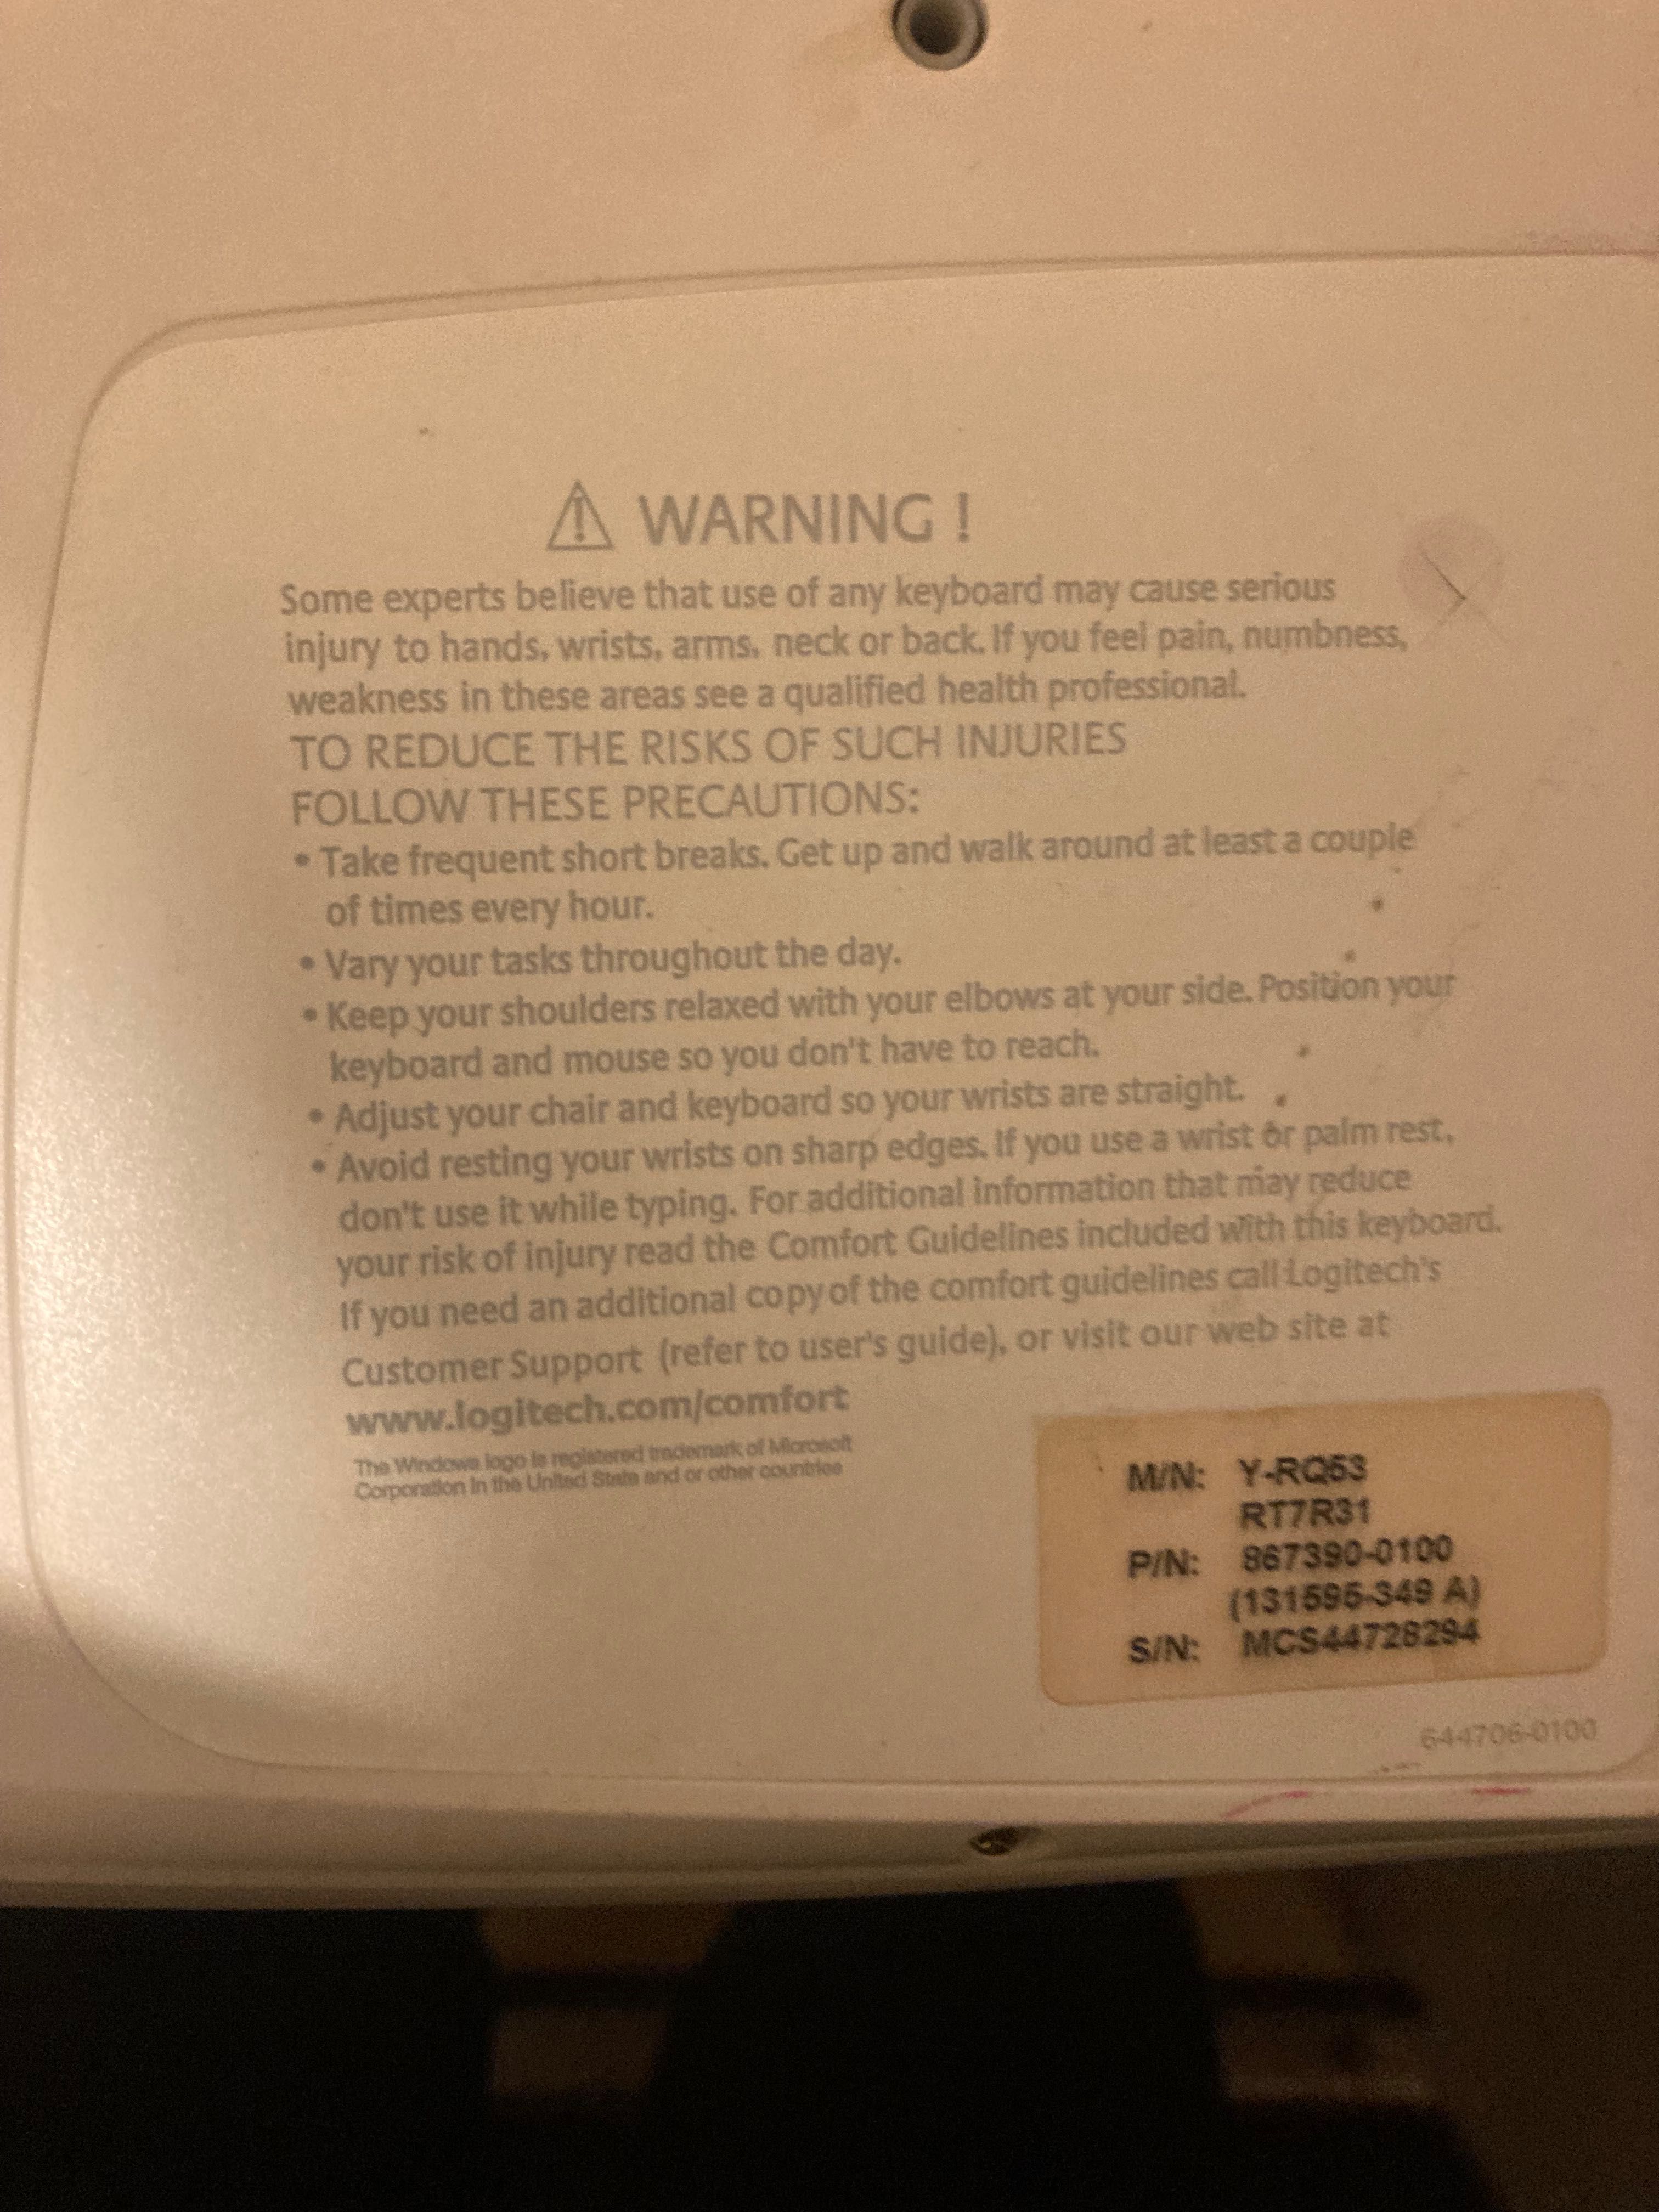 WARNING !
Some experts believe that use of any keyboard may cause serious
injury to hands, wrists, arms, neck or back. If you feel pain, numbness,
weakness in these areas see a qualified health professional.
TO REDUCE THE RISKS OF SUCH INJURIES
FOLLOW THESE PRECAUTIONS:
• Take frequent short breaks. Get up and walk around at least a couple
of times every hour.
• Vary your tasks throughout the day.
• Keep your shoulders relaxed with your elbows at your side. Position your
keyboard and mouse so you don't have to reach.
• Adjust your chair and keyboard so your wrists are straight.
• Avoid resting your wrists on sharp edges. If you use a wrist or palm rest,
don't use it while typing. For additional information that may reduce
your risk of injury read the Comfort Guidelines included with this keyboard.
If you need an additional copy of the comfort guidelines call Logitech's
Customer Support (refer to user's guide), or visit our web site at
www.logitech.com/comfort
The Windows logo is registered trademark of Microsoft
Corporation in the United State and or other countries
M/N: Y-RQ53
RT7R31
P/N: 867390-0100
(131595-349 A)
S/N: MCS44728294
644706-0100